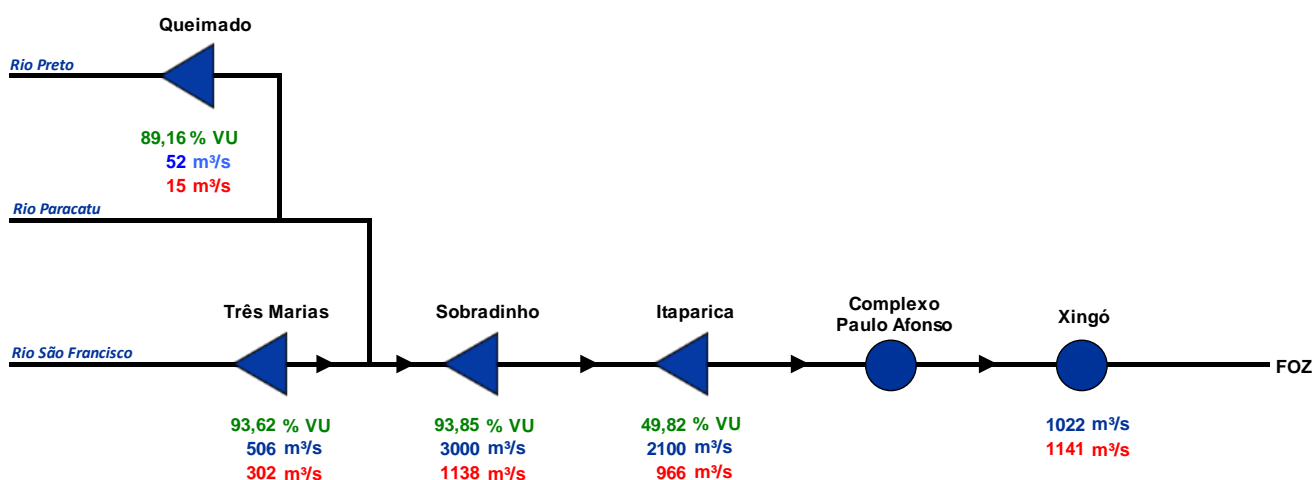 Queimado
Rio Preto
89,16 % VU
52 m³/s
15 m³/s
Rio Paracatu
Três Marias
Sobradinho
Itaparica
Complexo
Paulo Afonso
Xingó
Rio São Francisco
FOZ
93,62 % VU
506 m³/s
302 m³/s
93,85 % VU
3000 m³/s
1138 m³/s
49,82 % VU
2100 m³/s
966 m³/s
1022 m³/s
1141 m³/s